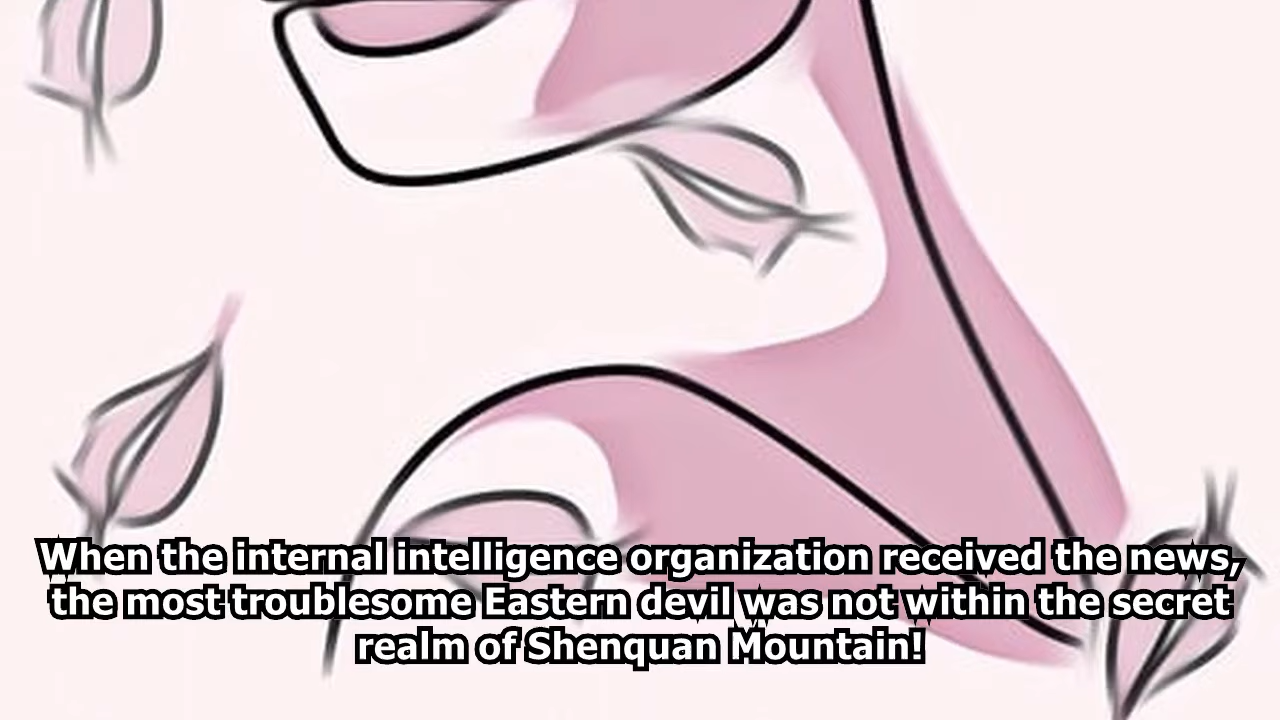 When the internal intelligence organization received the news,
the most troublesome Eastern devil was not within the secret
realm of Shenquan Mountain!